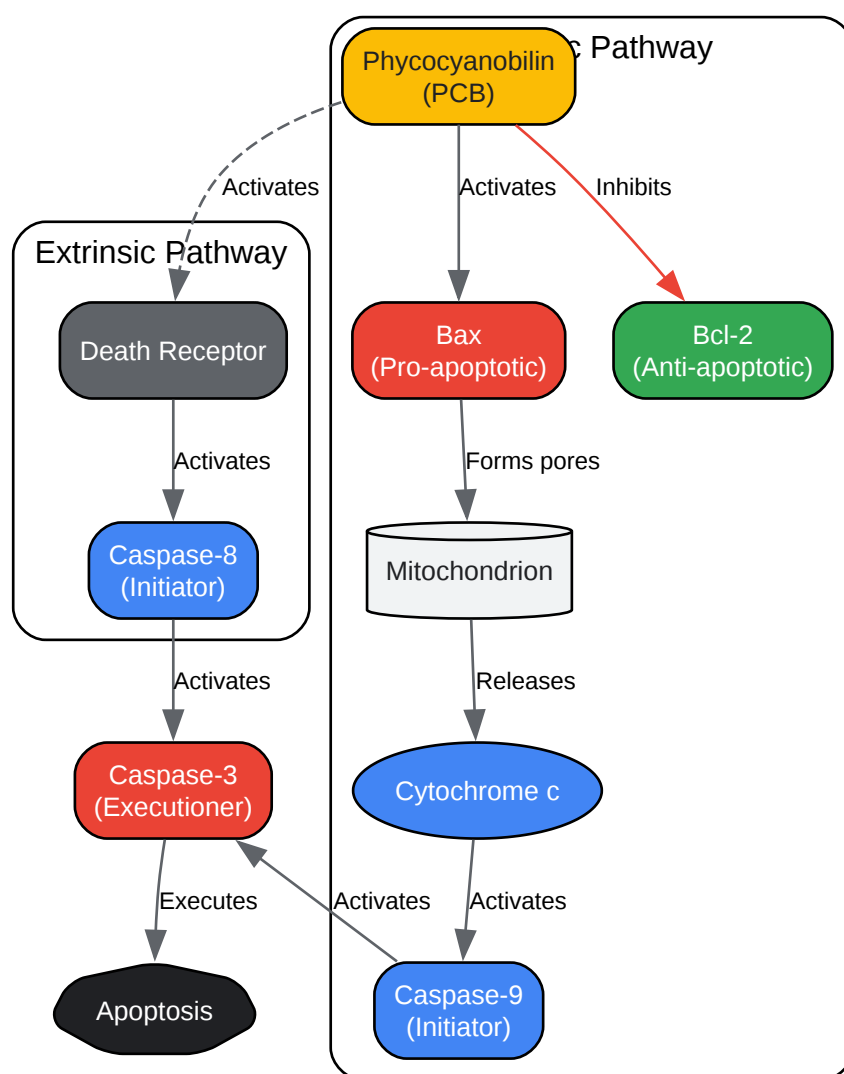 Phycocyanobilin
(PCB)
c Pathway
Activates
Activates
Inhibits
Extrinsic Pathway
Death Receptor
Bax
(Pro-apoptotic)
Bcl-2
(Anti-apoptotic)
Activates
Forms pores
Caspase-8
(Initiator)
Mitochondrion
Activates
Releases
Caspase-3
(Executioner)
Cytochrome c
Executes
Activates
Activates
Apoptosis
Caspase-9
(Initiator)